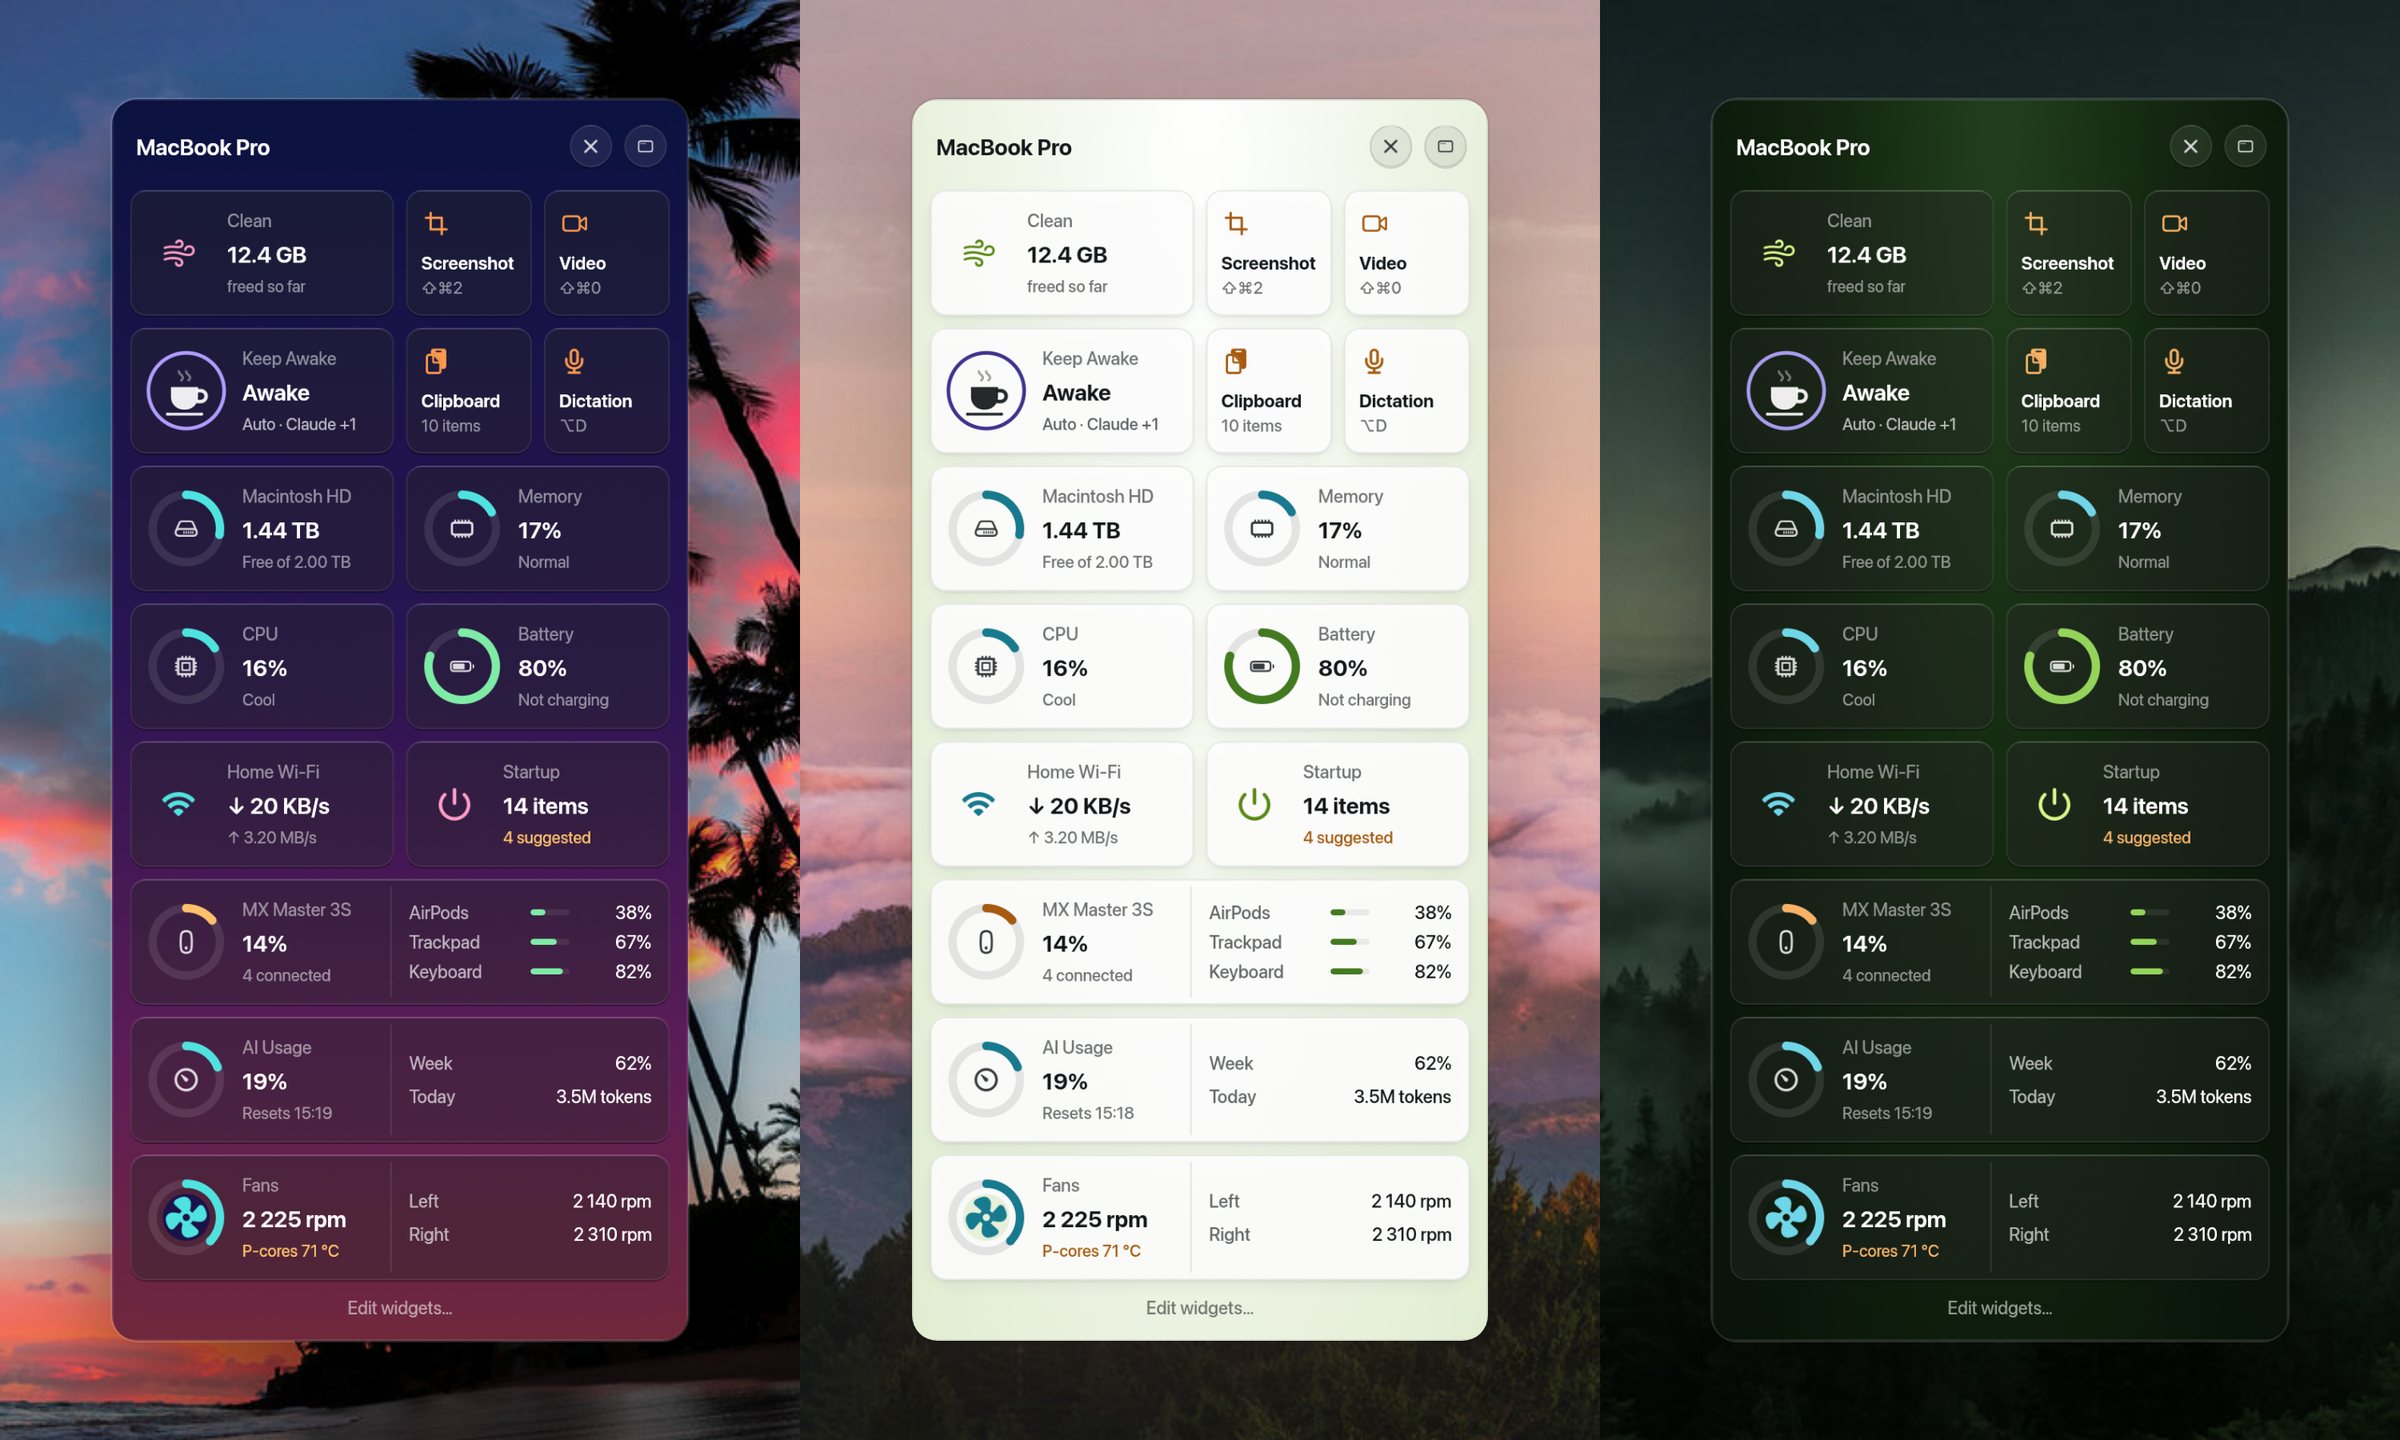 MacBook Pro
Clean
12.4 GB
freed so far
Screenshot
⇧⌘2
Video
⇧⌘0
Keep Awake
Awake
Auto · Claude +1
Clipboard
10 items
Dictation
⌥D
Macintosh HD
1.44 TB
Free of 2.00 TB
Memory
17%
Normal
CPU
16%
Cool
Battery
80%
Not charging
Home Wi-Fi
↓ 20 KB/s
↑ 3.20 MB/s
Startup
14 items
4 suggested
MX Master 3S
14%
4 connected
AirPods 38%
Trackpad 67%
Keyboard 82%
AI Usage
19%
Resets 15:19
Week 62%
Today 3.5M tokens
Fans
2 225 rpm
P-cores 71 °C
Left 2 140 rpm
Right 2 310 rpm
Edit widgets...
MacBook Pro
Clean
12.4 GB
freed so far
Screenshot
⇧⌘2
Video
⇧⌘0
Keep Awake
Awake
Auto · Claude +1
Clipboard
10 items
Dictation
⌥D
Macintosh HD
1.44 TB
Free of 2.00 TB
Memory
17%
Normal
CPU
16%
Cool
Battery
80%
Not charging
Home Wi-Fi
↓ 20 KB/s
↑ 3.20 MB/s
Startup
14 items
4 suggested
MX Master 3S
14%
4 connected
AirPods 38%
Trackpad 67%
Keyboard 82%
AI Usage
19%
Resets 15:18
Week 62%
Today 3.5M tokens
Fans
2 225 rpm
P-cores 71 °C
Left 2 140 rpm
Right 2 310 rpm
Edit widgets...
MacBook Pro
Clean
12.4 GB
freed so far
Screenshot
⇧⌘2
Video
⇧⌘0
Keep Awake
Awake
Auto · Claude +1
Clipboard
10 items
Dictation
⌥D
Macintosh HD
1.44 TB
Free of 2.00 TB
Memory
17%
Normal
CPU
16%
Cool
Battery
80%
Not charging
Home Wi-Fi
↓ 20 KB/s
↑ 3.20 MB/s
Startup
14 items
4 suggested
MX Master 3S
14%
4 connected
AirPods 38%
Trackpad 67%
Keyboard 82%
AI Usage
19%
Resets 15:19
Week 62%
Today 3.5M tokens
Fans
2 225 rpm
P-cores 71 °C
Left 2 140 rpm
Right 2 310 rpm
Edit widgets...